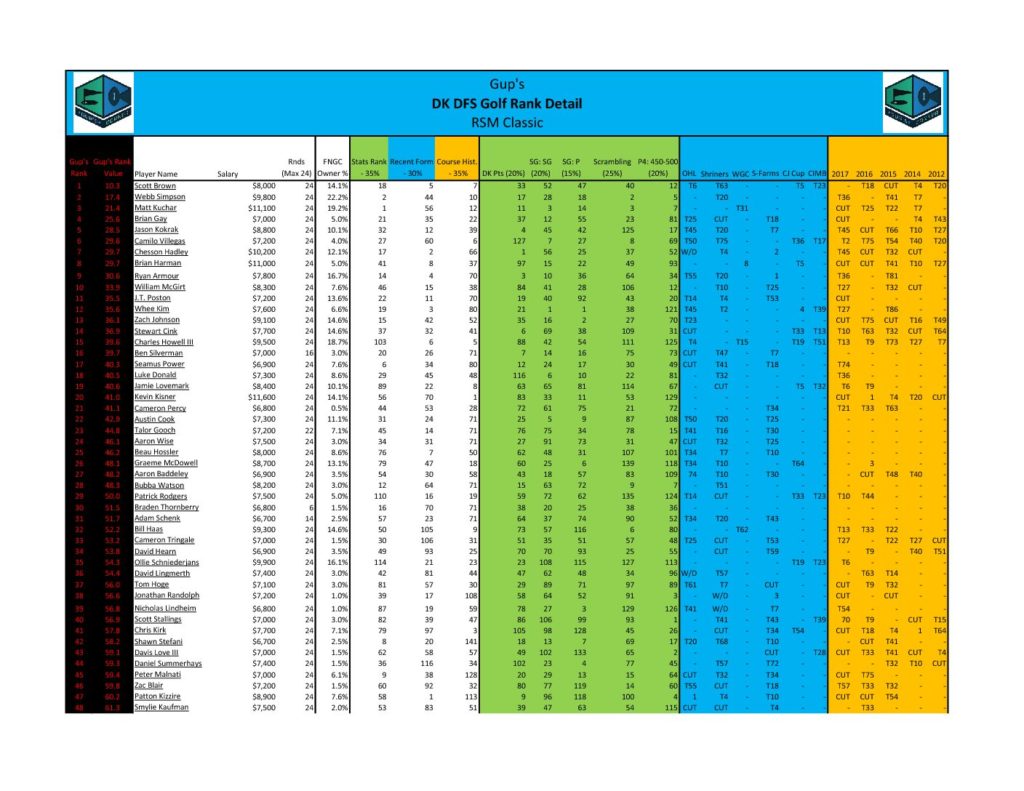 Gup's
DK DFS Golf Rank Detail
RSM Classic
Rnds FNGC Stats Rank Recent Form Course Hist. SG: SG SG: P Scrambling P4: 450-500
Gup's Gup's Rank
Rank Value Player Name Salary (Max 24) Owner % - 35% - 30% - 35% DK Pts (20%) (20%) (15%) (25%) (20%) OHL Shriners WGC S-Farms CJ Cup CIMB 2017 2016 2015 2014 2012
1 10.3 Scott Brown $8,000 24 14.1% 18 5 7 33 52 47 40 12 T6 T63 - - T5 T23 - T18 CUT T4 T20
2 17.4 Webb Simpson $9,800 24 22.2% 2 44 10 17 28 18 2 5 - T20 - - - - T36 - T41 T7 -
3 21.4 Matt Kuchar $11,100 24 19.2% 1 56 12 11 3 14 3 7 - - T31 - - - CUT T25 T22 T7 -
4 25.6 Brian Gay $7,000 24 5.0% 21 35 22 37 12 55 23 81 T25 CUT - T18 - - CUT - - T4 T43
5 28.5 Jason Kokrak $8,800 24 10.1% 32 12 39 4 45 42 125 17 T45 T20 - T7 - - T45 CUT T66 T10 T27
6 29.6 Camilo Villegas $7,200 24 4.0% 27 60 6 127 7 27 8 69 T50 T75 - - T36 T17 T2 T75 T54 T40 T20
7 29.6 Chesson Hadley $10,200 24 12.1% 17 2 66 1 56 25 37 52 W/D T4 - 2 - - T45 CUT T32 CUT -
8 29.7 Brian Harman $11,000 24 5.0% 41 8 37 97 15 22 49 93 - - 8 - T5 - CUT CUT T41 T10 T27
9 30.6 Ryan Armour $7,800 24 16.7% 14 4 70 3 10 36 64 34 T55 T20 - 1 - - T36 - T81 - -
10 33.9 William McGirt $8,300 24 7.6% 46 15 38 84 41 28 106 12 - T10 - T25 - - T27 - T32 CUT -
11 35.5 J.T. Poston $7,200 24 13.6% 22 11 70 19 40 92 43 20 T14 T4 - T53 - - CUT - - - -
12 35.6 Whee Kim $7,600 24 6.6% 19 3 80 21 1 1 38 121 T45 T2 - - 4 T39 T27 - T86 - -
13 36.1 Zach Johnson $9,100 24 14.6% 15 42 52 35 16 2 27 70 T23 - - - - - CUT T75 CUT T16 T49
14 36.9 Stewart Cink $7,700 24 14.6% 37 32 41 6 69 38 109 31 CUT - - - T33 T13 T10 T63 T32 CUT T64
15 39.6 Charles Howell III $9,500 24 18.7% 103 6 5 88 42 54 111 125 T4 - T15 - T19 T51 T13 T9 T73 T27 T7
16 39.7 Ben Silverman $7,000 16 3.0% 20 26 71 7 14 16 75 73 CUT T47 - T7 - - - - - - -
17 40.3 Seamus Power $6,900 24 7.6% 6 34 80 12 24 17 30 49 CUT T41 - T18 - - T74 - - - -
18 40.5 Luke Donald $7,300 24 8.6% 29 45 48 116 6 10 22 81 - T32 - - - - T36 - - - -
19 40.6 Jamie Lovemark $8,400 24 10.1% 89 22 8 63 65 81 114 67 - CUT - - T5 T32 T6 T9 - - -
20 41.0 Kevin Kisner $11,600 24 14.1% 56 70 1 83 33 11 53 129 - - - - - - CUT 1 T4 T20 CUT
21 41.1 Cameron Percy $6,800 24 0.5% 44 53 28 72 61 75 21 72 - - - T34 - - T21 T33 T63 - -
22 42.9 Austin Cook $7,300 24 11.1% 31 24 71 25 5 9 87 108 T50 T20 - T25 - - - - - - -
23 44.8 Talor Gooch $7,200 22 7.1% 45 14 71 76 75 34 78 15 T41 T16 - T30 - - - - - - -
24 46.1 Aaron Wise $7,500 24 3.0% 34 31 71 27 91 73 31 47 CUT T32 - T25 - - - - - - -
25 46.2 Beau Hossler $8,000 24 8.6% 76 7 50 62 48 31 107 101 T34 T7 - T10 - - - - - - -
26 48.1 Graeme McDowell $8,700 24 13.1% 79 47 18 60 25 6 139 118 T34 T10 - - T64 - - 3 - - -
27 48.2 Aaron Baddeley $6,900 24 3.5% 54 30 58 43 18 57 83 109 74 T10 - T30 - - - CUT T48 T40 -
28 48.3 Bubba Watson $8,200 24 3.0% 12 64 71 15 63 72 9 7 - T51 - - - - - - - - -
29 50.0 Patrick Rodgers $7,500 24 5.0% 110 16 19 59 72 62 135 124 T14 CUT - - T33 T23 T10 T44 - - -
30 51.5 Braden Thornberry $6,800 6 1.5% 16 70 71 38 20 25 38 36 - - - - - - - - - - -
31 51.7 Adam Schenk $6,700 14 2.5% 57 23 71 64 37 74 90 52 T34 T20 - T43 - - - - - - -
32 52.2 Bill Haas $9,300 24 14.6% 50 105 9 73 57 116 6 80 - - T62 - - - T13 T33 T22 - -
33 53.2 Cameron Tringale $7,000 24 1.5% 30 106 31 51 35 51 57 48 T25 CUT - T53 - - T27 - T22 T27 CUT
34 53.8 David Hearn $6,900 24 3.5% 49 93 25 70 70 93 25 55 - CUT - T59 - - - T9 - T40 T51
35 54.3 Ollie Schniederjans $9,900 24 16.1% 114 21 23 23 108 115 127 113 - - - - T19 T23 T6 - - - -
36 54.4 David Lingmerth $7,400 24 3.0% 42 81 44 47 62 48 34 96 W/D T57 - - - - - T63 T14 - -
37 56.0 Tom Hoge $7,100 24 3.0% 81 57 30 29 89 71 97 89 T61 T7 - CUT - - CUT T9 T32 - -
38 56.6 Jonathan Randolph $7,200 24 1.0% 39 17 108 58 64 52 91 3 - W/D - 3 - - CUT - CUT - -
39 56.8 Nicholas Lindheim $6,800 24 1.0% 87 19 59 78 27 3 129 126 T41 W/D - T7 - - T54 - - - -
40 56.9 Scott Stallings $7,000 24 3.0% 82 39 47 86 106 99 93 1 - T41 - T43 - T39 70 T9 - CUT T15
41 57.8 Chris Kirk $7,700 24 7.1% 79 97 3 105 98 128 45 26 - CUT - T34 T54 - CUT T18 T4 1 T64
42 58.2 Shawn Stefani $6,700 24 2.5% 8 20 141 18 13 7 69 17 T20 T68 - T10 - - - CUT T41 - -
43 59.1 Davis Love III $7,000 24 1.5% 62 58 57 49 102 133 65 2 - - - CUT - T28 CUT T33 T41 CUT T4
44 59.3 Daniel Summerhays $7,400 24 1.5% 36 116 34 102 23 4 77 45 - T57 - T72 - - - - T32 T10 CUT
45 59.4 Peter Malnati $7,000 24 6.1% 9 38 128 20 29 13 15 64 CUT T32 - T34 - - CUT T75 - - -
46 59.8 Zac Blair $7,200 24 1.5% 60 92 32 80 77 119 14 60 T55 CUT - T18 - - T57 T33 T32 - -
47 60.2 Patton Kizzire $8,900 24 7.6% 58 1 113 9 96 118 100 4 1 T4 - T10 - - CUT CUT T54 - -
48 61.3 Smylie Kaufman $7,500 24 2.0% 53 83 51 39 47 63 54 115 CUT CUT - T4 - - - T33 - - -